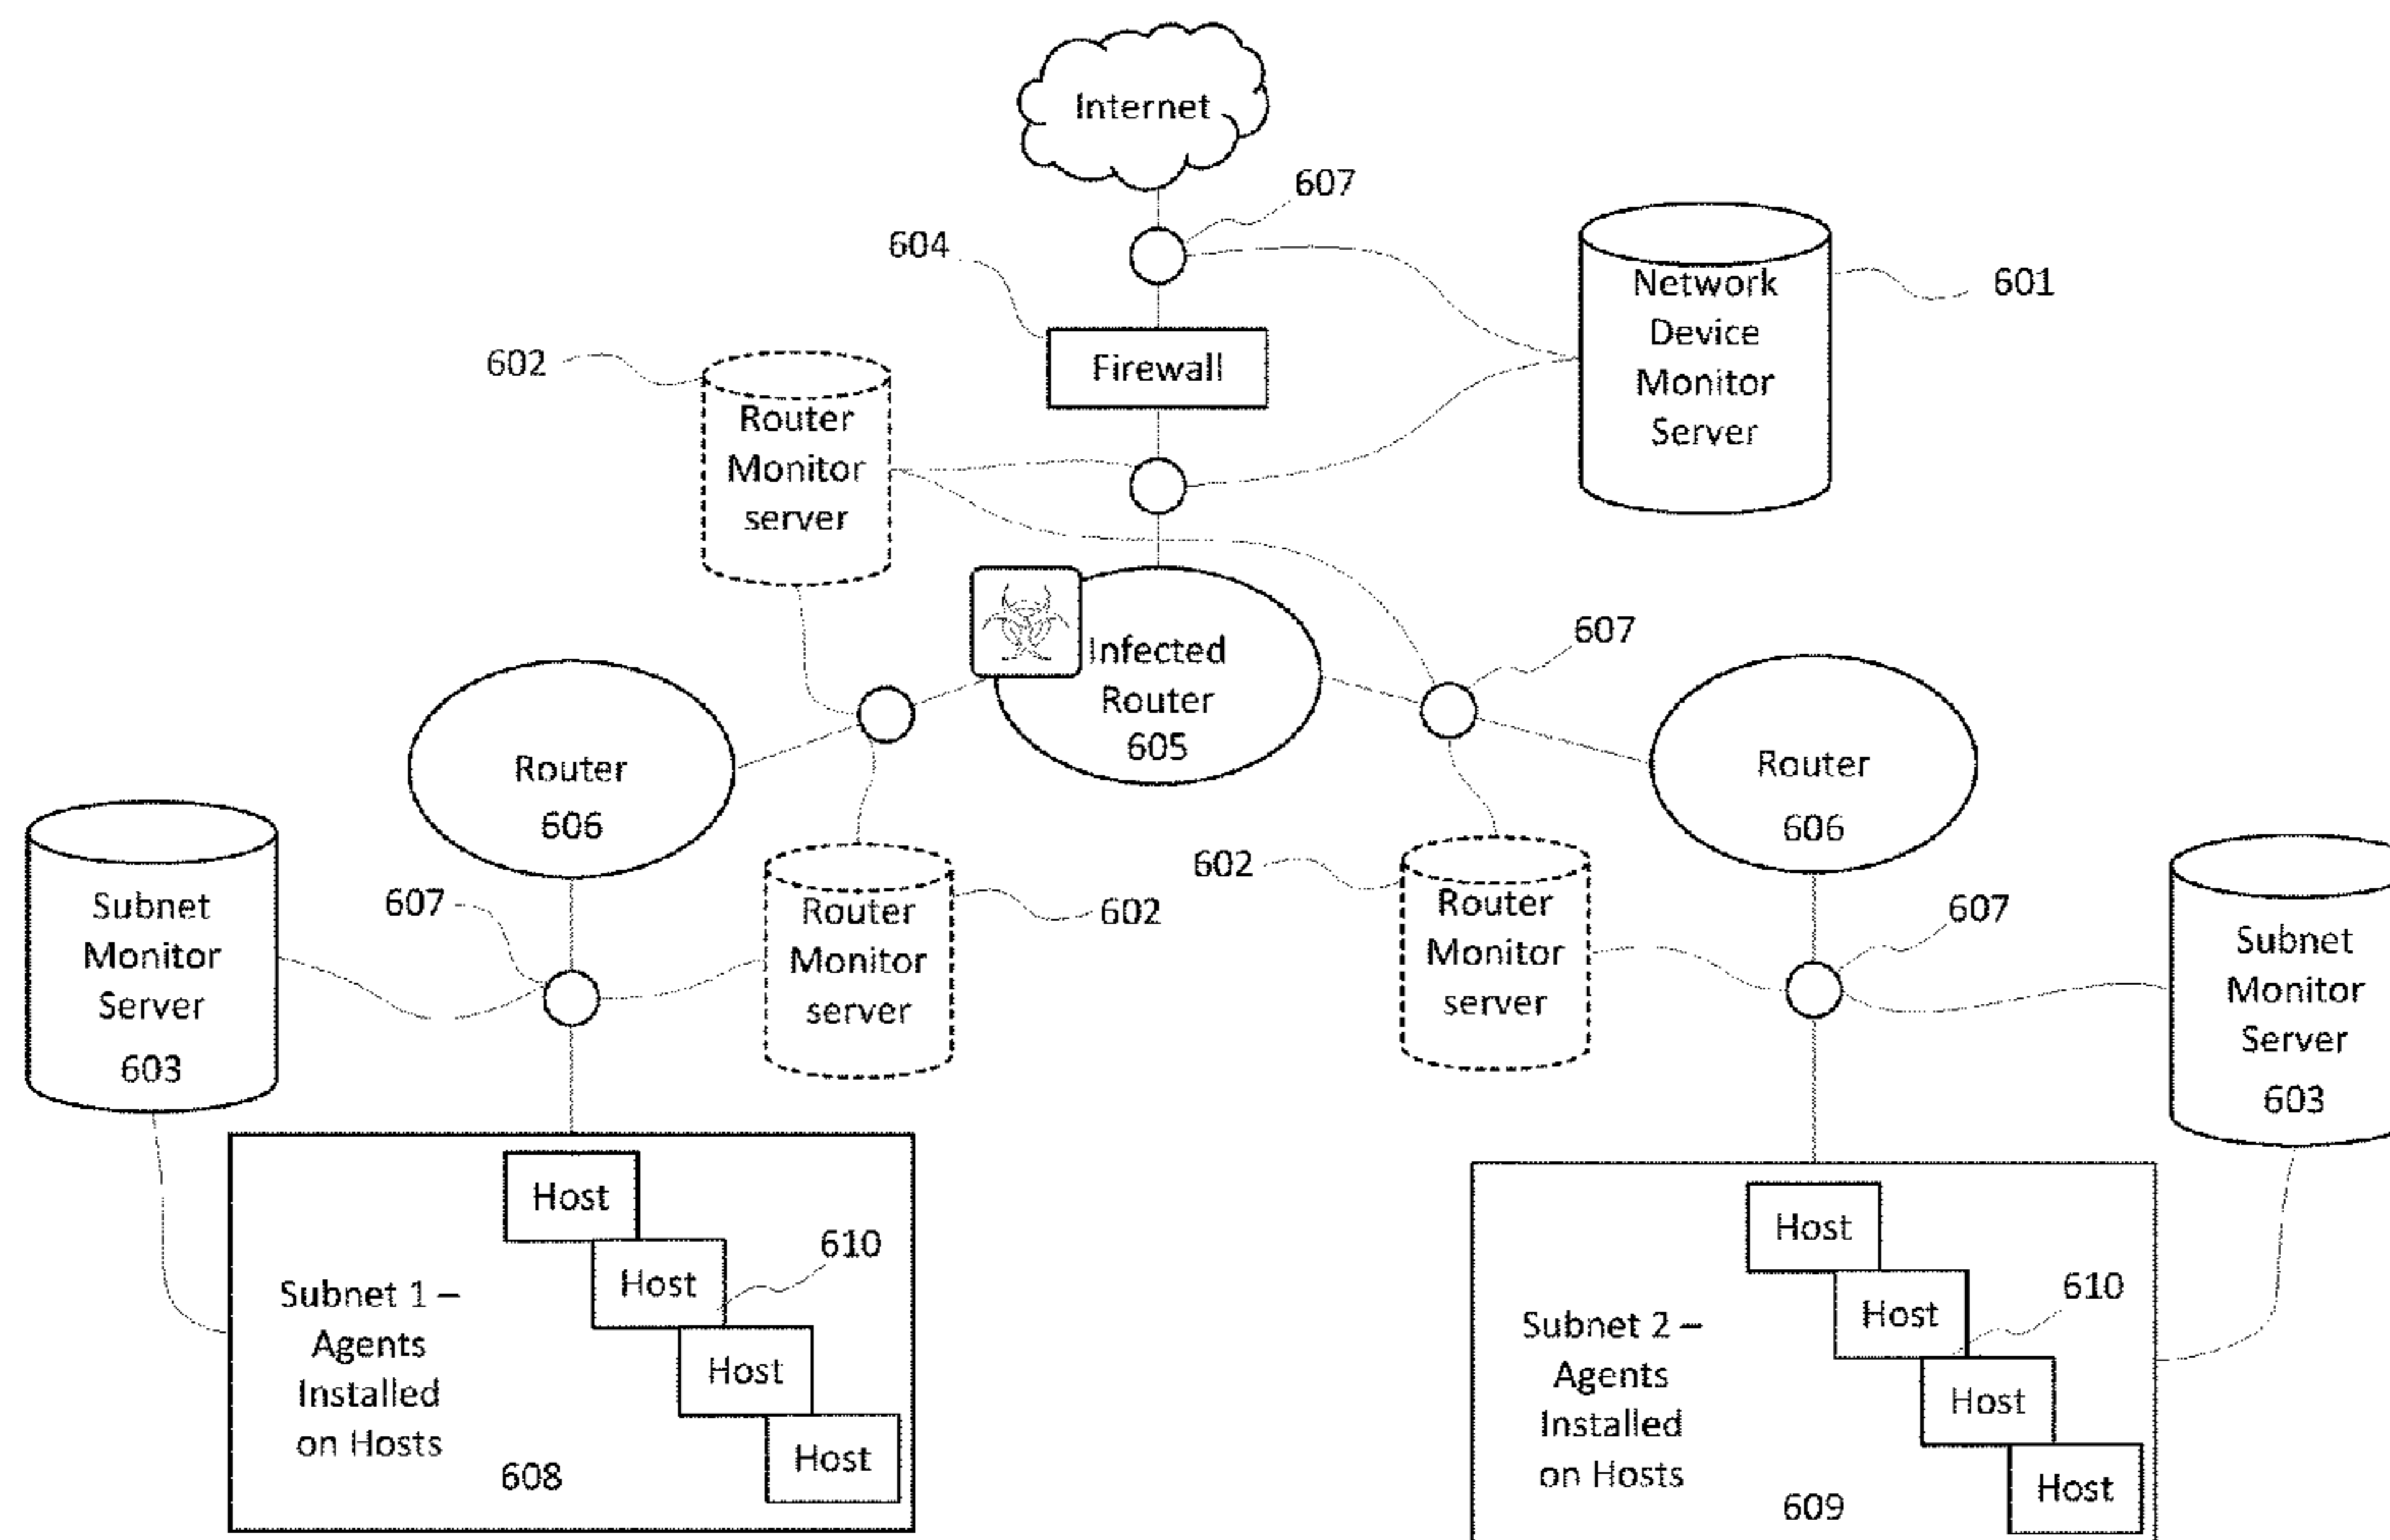 Internet
607
604
Network
Device
Monitor
Server
601
Firewall
602
Router
Monitor
server
Infected
Router
605
607
Router
606
Router
606
Subnet
Monitor
Server
603
607
Router
Monitor
server
602
602
Router
Monitor
server
607
Subnet
Monitor
Server
603
Subnet 1 –
Agents
Installed
on Hosts
608
Host
Host
Host
Host
610
Subnet 2 –
Agents
Installed
on Hosts
609
Host
Host
Host
Host
610